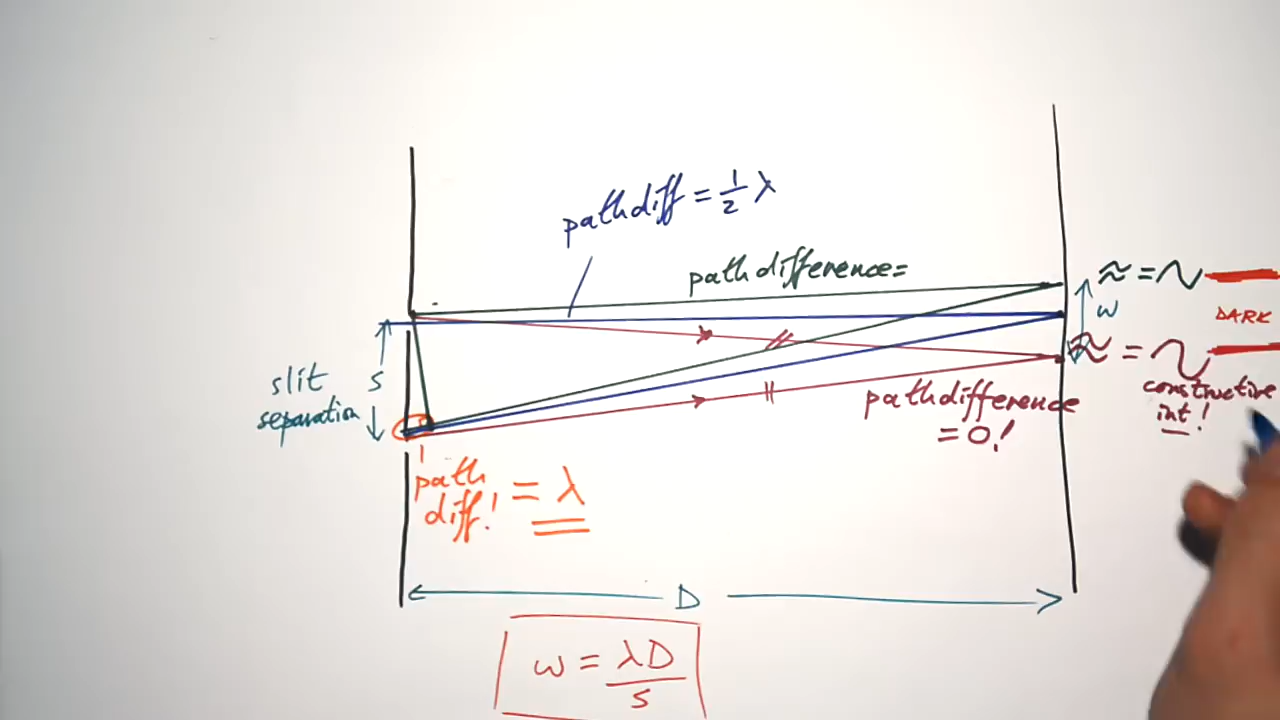 path diff = 1/2 λ
path difference =
≈ = ∿
w
DARK
≈ = ∿
slit
separation
s
constructive
int!
path difference
= 0!
path
diff! = λ
D
w = λD/s